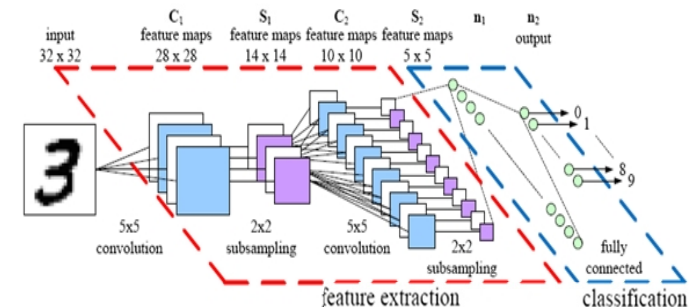 input
32 x 32
C1
feature maps
28 x 28
S1
feature maps
14 x 14
C2
feature maps
10 x 10
S2
feature maps
5 x 5
n1
n2
output
3
0
1
8
9
5x5
convolution
2x2
subsampling
5x5
convolution
2x2
subsampling
fully
connected
feature extraction
classification